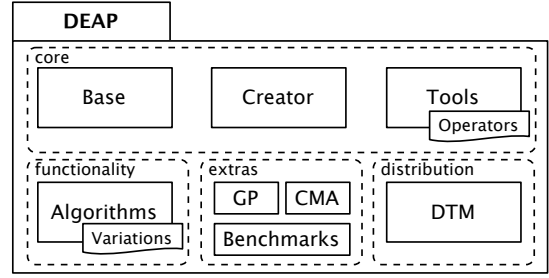 DEAP
core
Base
Creator
Tools
Operators
functionality
Algorithms
Variations
extras
GP
CMA
Benchmarks
distribution
DTM